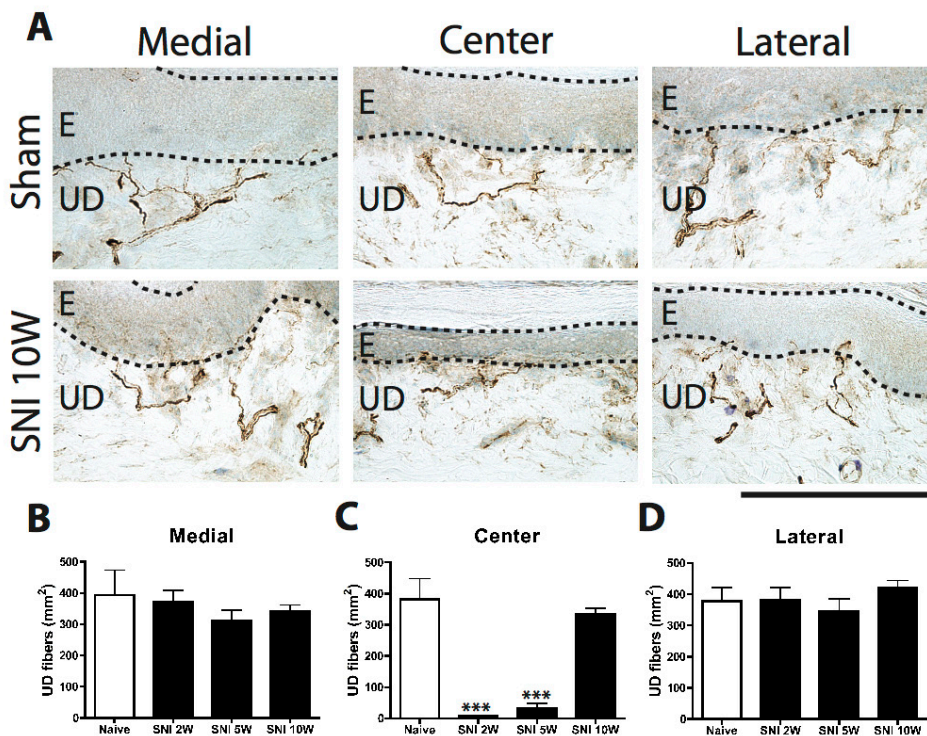 A
Medial Center Lateral
Sham
E
UD
E
UD
E
UD
SNI 10W
E
UD
E
UD
E
UD
B
Medial
UD fibers (mm²)
500
400
300
200
100
0
Naive SNI 2W SNI 5W SNI 10W
C
Center
UD fibers (mm²)
500
400
300
200
100
0
*** ***
Naive SNI 2W SNI 5W SNI 10W
D
Lateral
UD fibers (mm²)
500
400
300
200
100
0
Naive SNI 2W SNI 5W SNI 10W